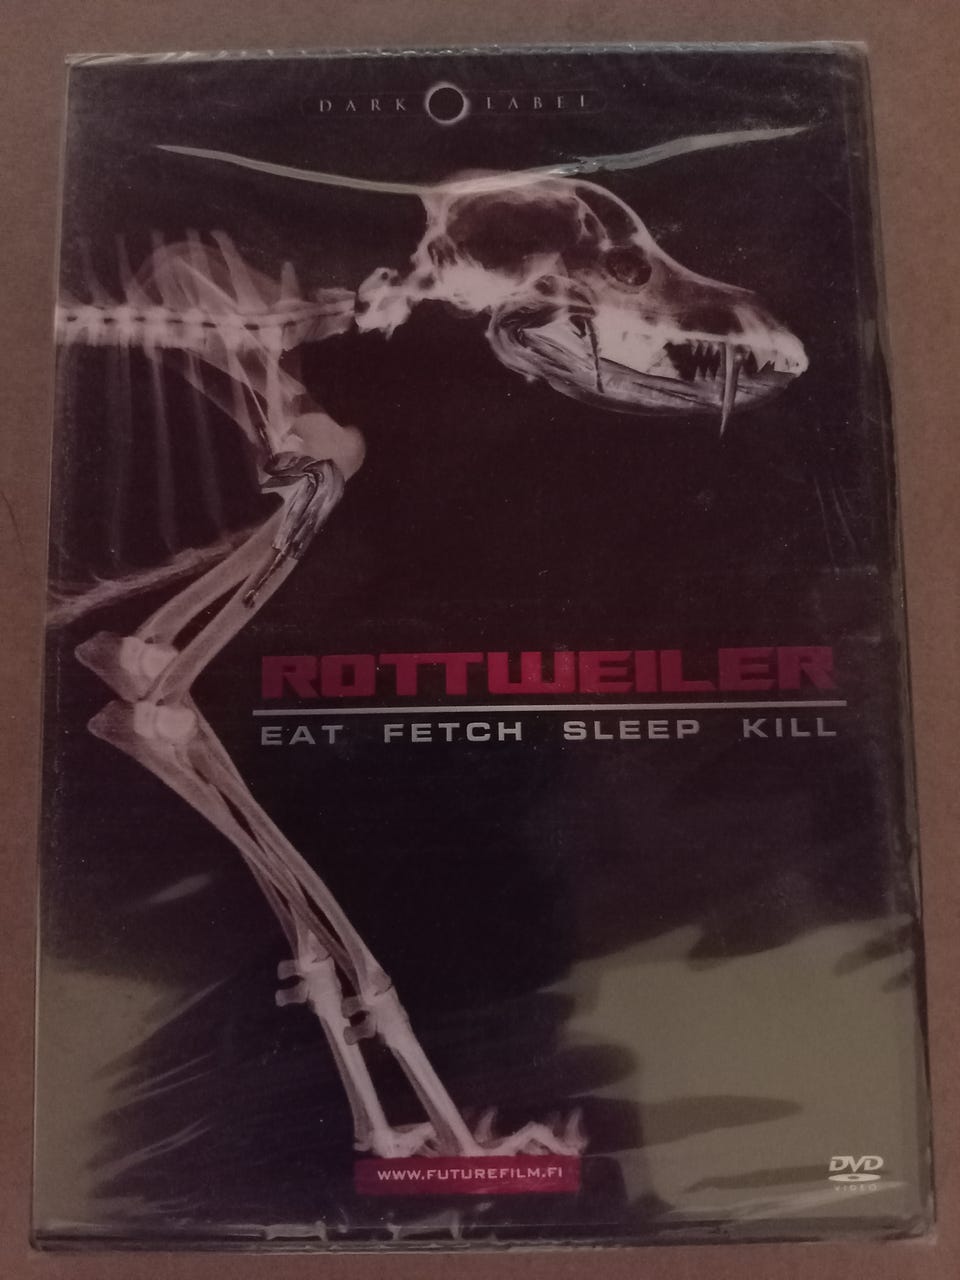 DARK LABEL
ROTTWEILER
EAT FETCH SLEEP KILL
WWW.FUTUREFILM.FI
DVD
VIDEO